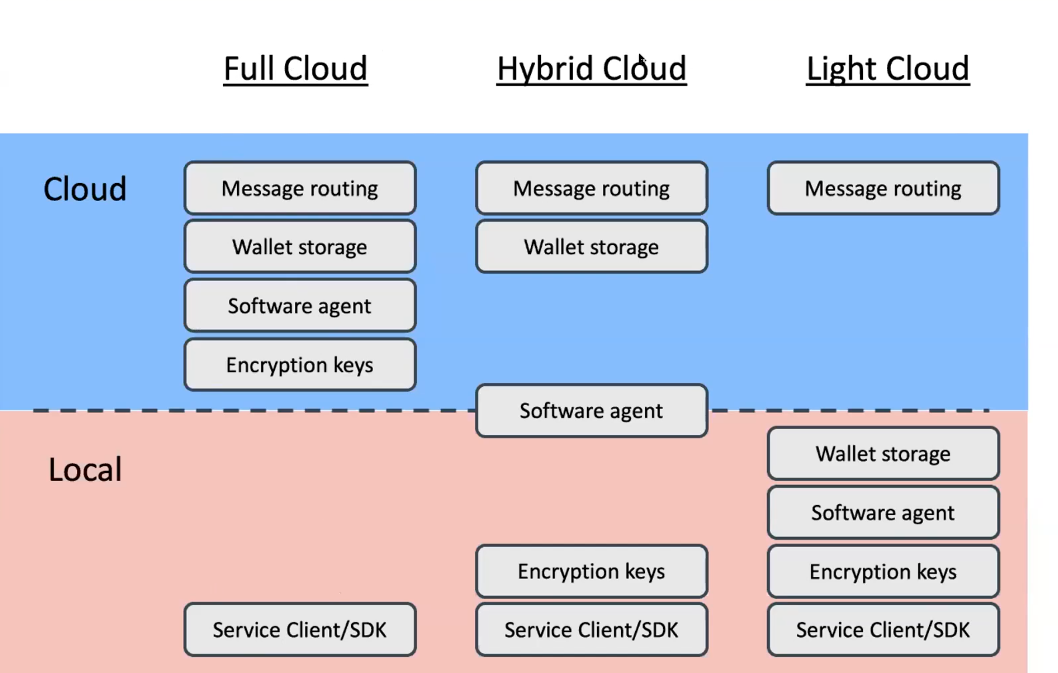 Full Cloud
Hybrid Cloud
Light Cloud
Cloud
Message routing
Message routing
Message routing
Wallet storage
Wallet storage
Software agent
Encryption keys
Software agent
Local
Wallet storage
Software agent
Encryption keys
Encryption keys
Service Client/SDK
Service Client/SDK
Service Client/SDK